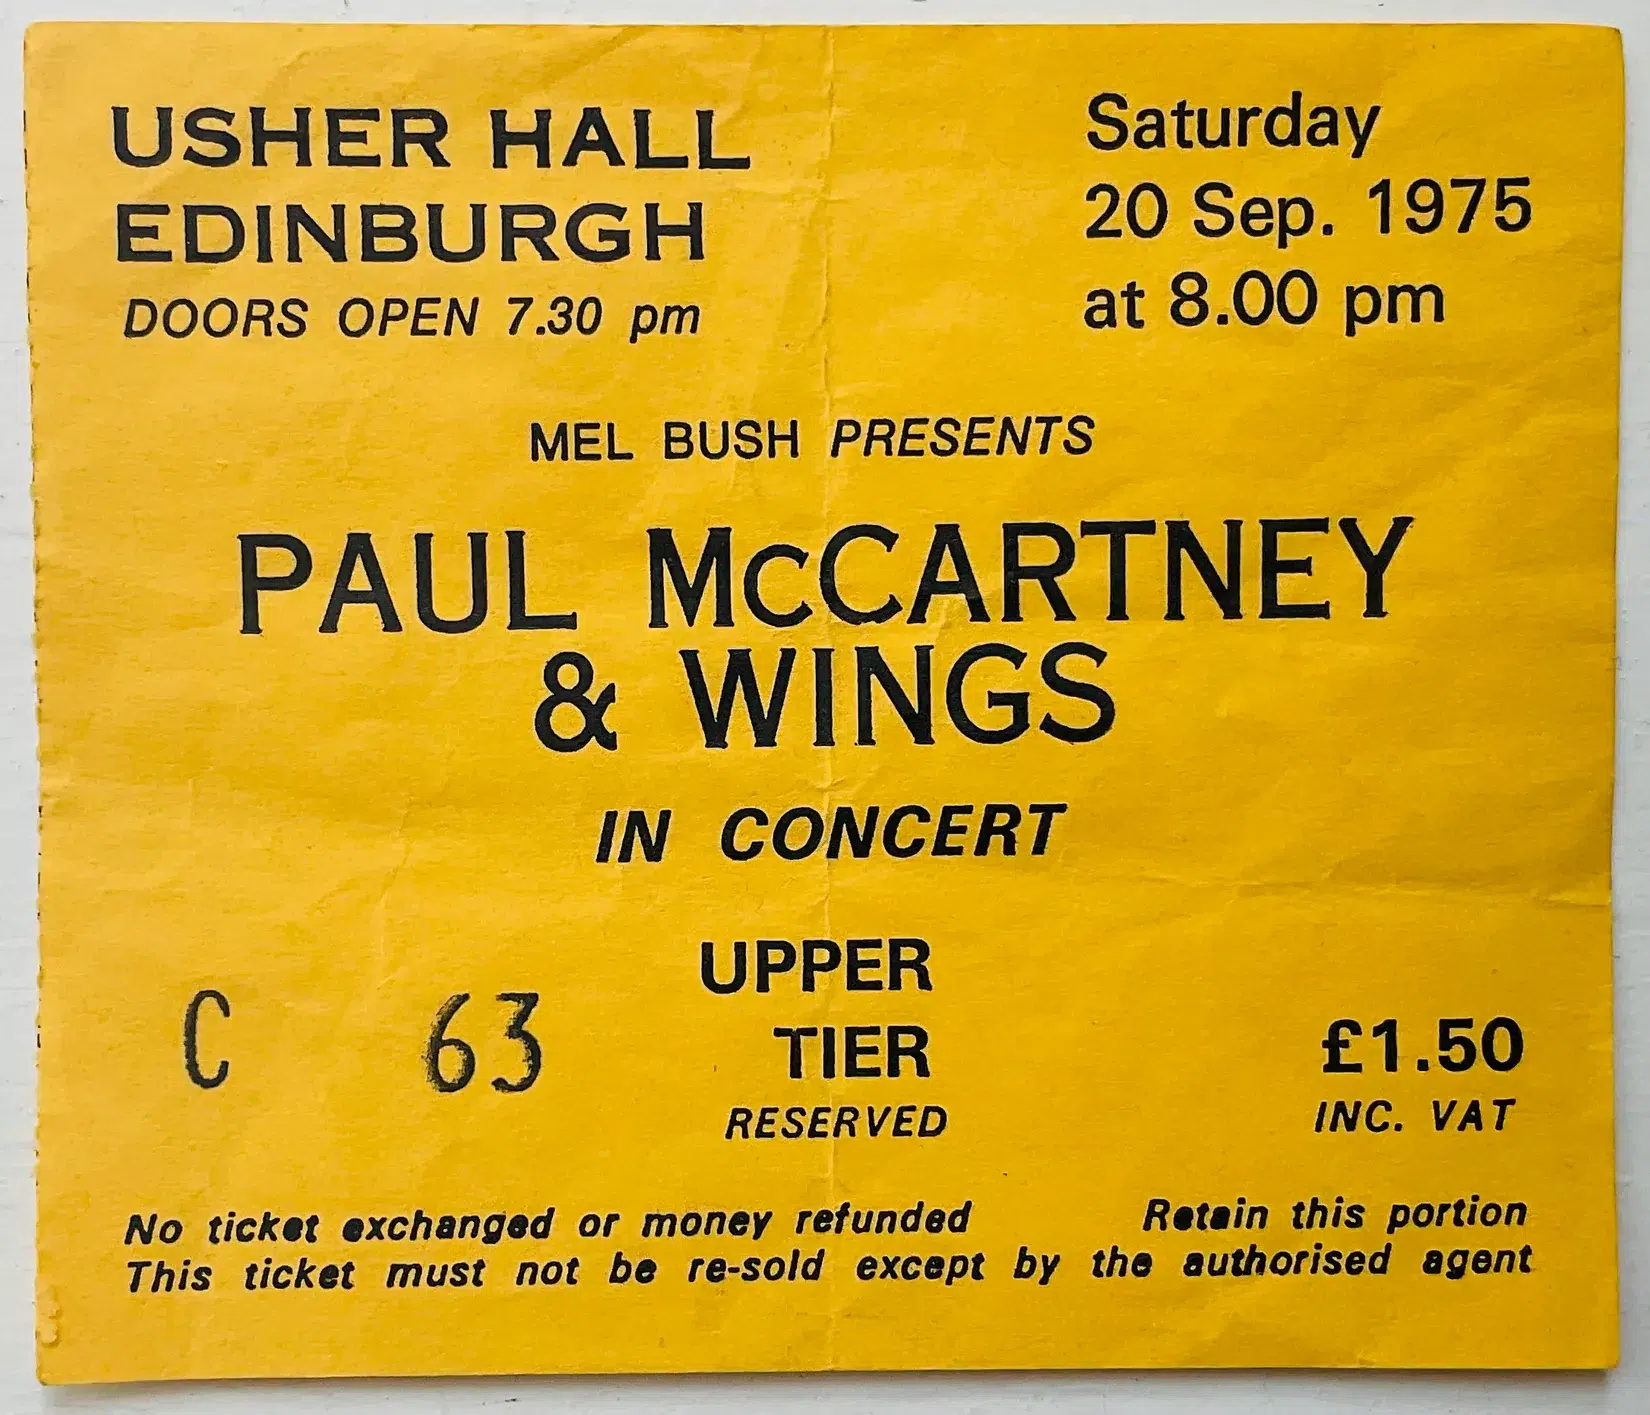 USHER HALL
EDINBURGH
DOORS OPEN 7.30 pm
Saturday
20 Sep. 1975
at 8.00 pm
MEL BUSH PRESENTS
PAUL McCARTNEY
& WINGS
IN CONCERT
C 63
UPPER
TIER
RESERVED
£1.50
INC. VAT
No ticket exchanged or money refunded Retain this portion
This ticket must not be re-sold except by the authorised agent